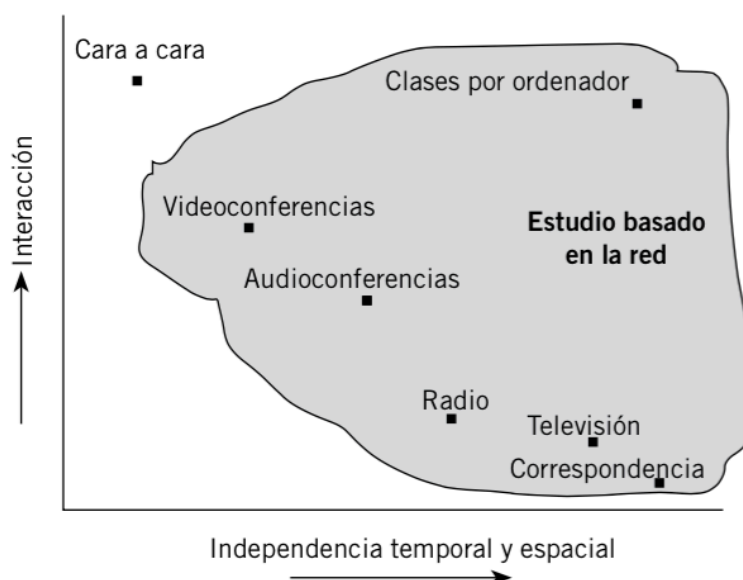 Cara a cara
Clases por ordenador
Interacción
Videoconferencias
Estudio basado
en la red
Audioconferencias
Radio
Televisión
Correspondencia
Independencia temporal y espacial